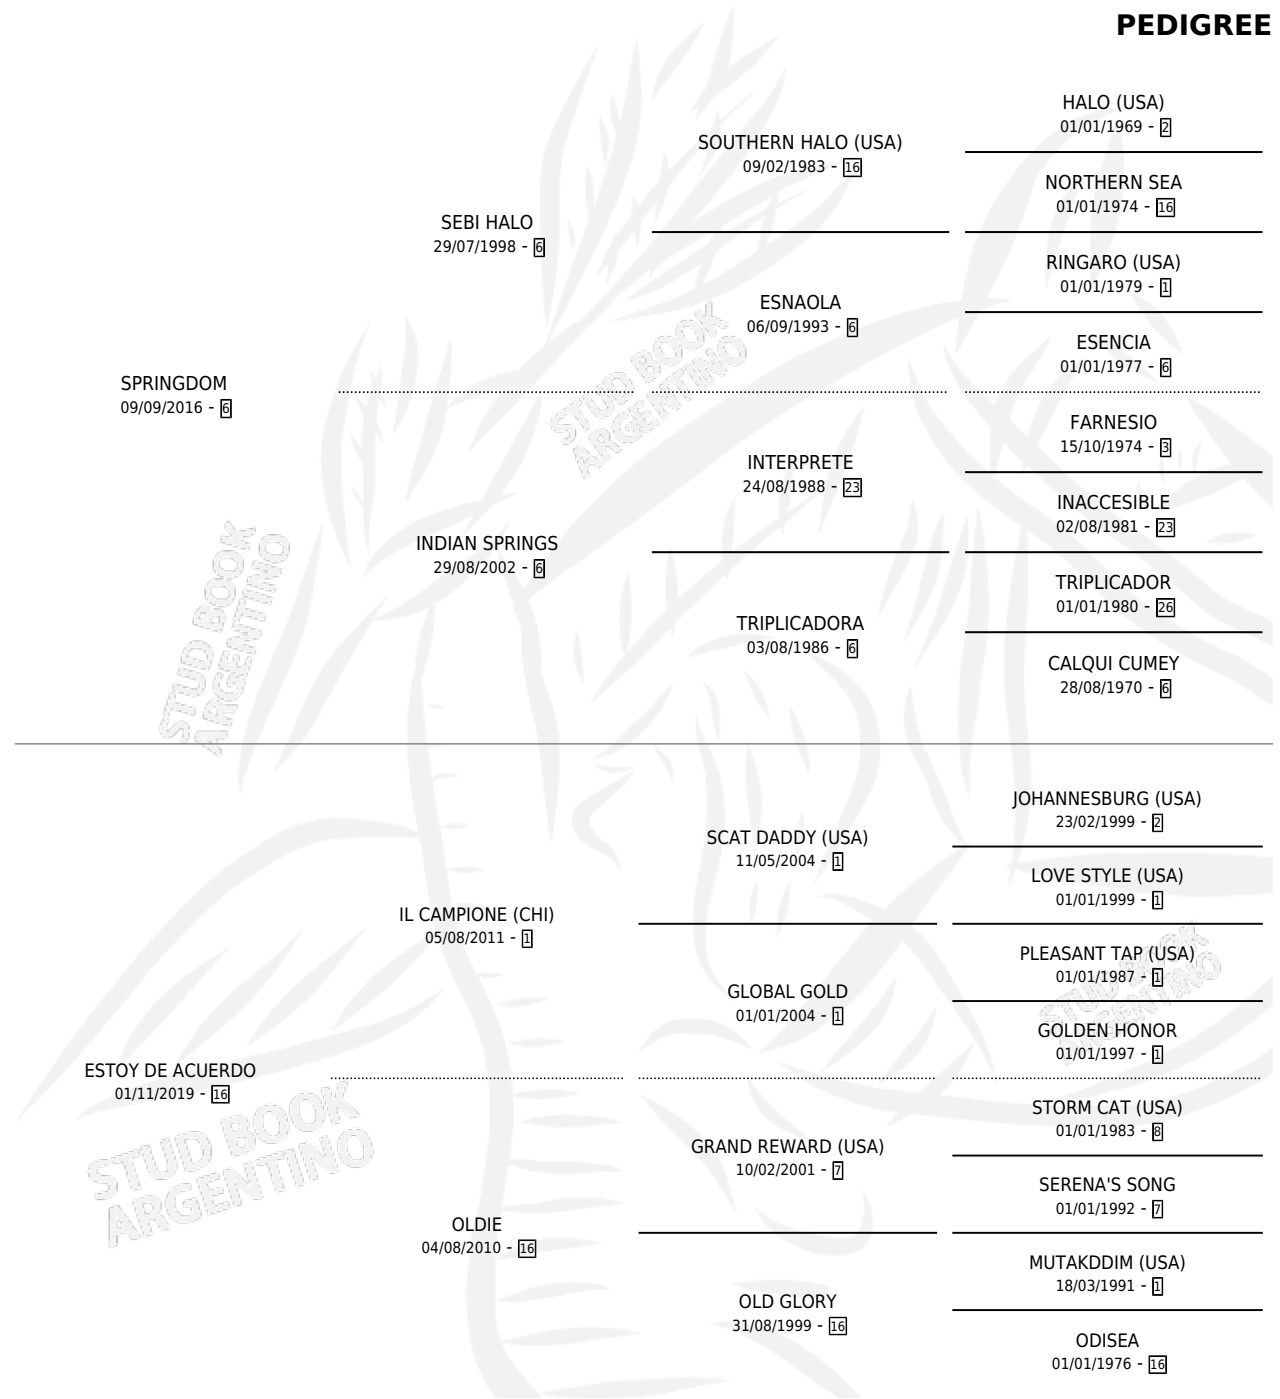 PEDIGREE
HALO (USA)
01/01/1969 - 2
SOUTHERN HALO (USA)
09/02/1983 - 16
NORTHERN SEA
01/01/1974 - 16
SEBI HALO
29/07/1998 - 6
RINGARO (USA)
01/01/1979 - 1
ESNAOLA
06/09/1993 - 6
ESENCIA
01/01/1977 - 6
SPRINGDOM
09/09/2016 - 6
FARNESIO
15/10/1974 - 3
INTERPRETE
24/08/1988 - 23
INACCESIBLE
02/08/1981 - 23
INDIAN SPRINGS
29/08/2002 - 6
TRIPLICADOR
01/01/1980 - 26
TRIPLICADORA
03/08/1986 - 6
CALQUI CUMEY
28/08/1970 - 6
JOHANNESBURG (USA)
23/02/1999 - 2
SCAT DADDY (USA)
11/05/2004 - 1
LOVE STYLE (USA)
01/01/1999 - 1
IL CAMPIONE (CHI)
05/08/2011 - 1
PLEASANT TAP (USA)
01/01/1987 - 1
GLOBAL GOLD
01/01/2004 - 1
GOLDEN HONOR
01/01/1997 - 1
ESTOY DE ACUERDO
01/11/2019 - 16
STORM CAT (USA)
01/01/1983 - 8
GRAND REWARD (USA)
10/02/2001 - 7
SERENA'S SONG
01/01/1992 - 7
OLDIE
04/08/2010 - 16
MUTAKDDIM (USA)
18/03/1991 - 1
OLD GLORY
31/08/1999 - 16
ODISEA
01/01/1976 - 16
STUD BOOK
ARGENTINO
STUD BOOK
ARGENTINO
STUD BOOK
ARGENTINO
STUD BOOK
ARGENTINO